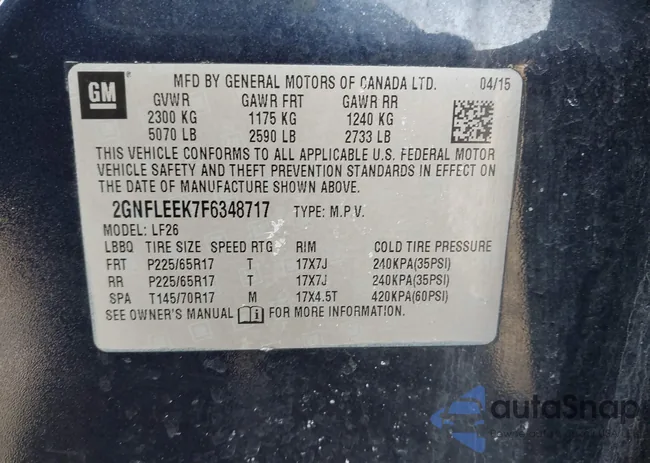 GM
®
MFD BY GENERAL MOTORS OF CANADA LTD. 04/15
GVWR GAWR FRT GAWR RR
2300 KG 1175 KG 1240 KG
5070 LB 2590 LB 2733 LB
THIS VEHICLE CONFORMS TO ALL APPLICABLE U.S. FEDERAL MOTOR
VEHICLE SAFETY AND THEFT PREVENTION STANDARDS IN EFFECT ON
THE DATE OF MANUFACTURE SHOWN ABOVE.
2GNFLEEK7F6348717 TYPE: M.P.V.
MODEL: LF26
LBBQ TIRE SIZE SPEED RTG RIM COLD TIRE PRESSURE
FRT P225/65R17 T 17X7J 240KPA(35PSI)
RR P225/65R17 T 17X7J 240KPA(35PSI)
SPA T145/70R17 M 17X4.5T 420KPA(60PSI)
SEE OWNER'S MANUAL FOR MORE INFORMATION.
autoSnap